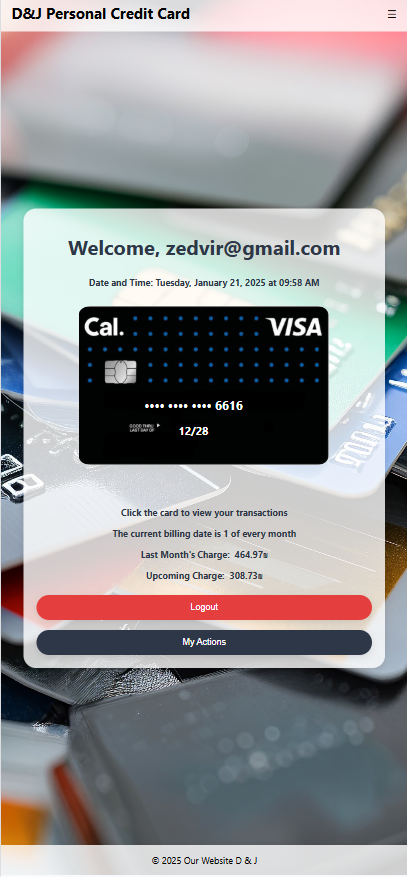 D&J Personal Credit Card ☰
Welcome, zedvir@gmail.com
Date and Time: Tuesday, January 21, 2025 at 09:58 AM
Cal. VISA
•••• •••• •••• 6616
GOOD THRU
LAST DAY OF
12/28
Click the card to view your transactions
The current billing date is 1 of every month
Last Month's Charge: 464.97₪
Upcoming Charge: 308.73₪
Logout
My Actions
© 2025 Our Website D & J